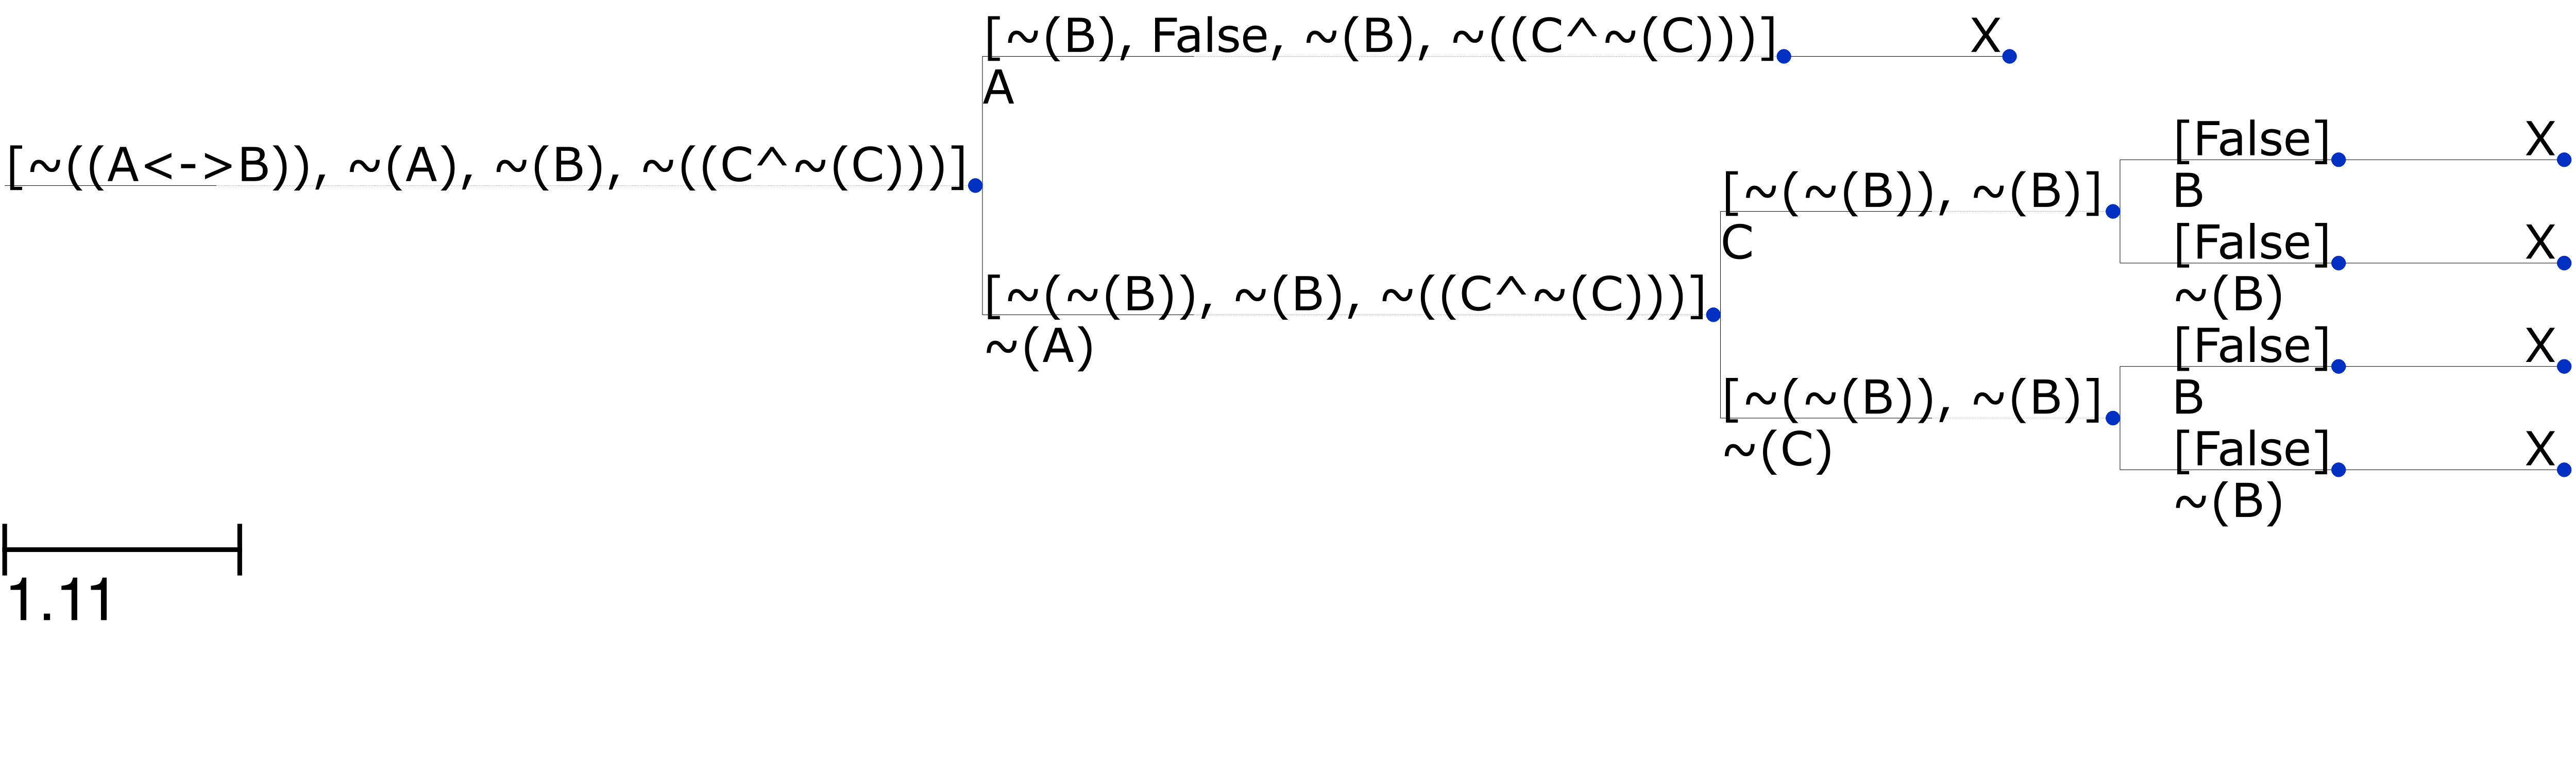 [~(B), False, ~(B), ~((C^~(C)))]
X
A
[~((A<->B)), ~(A), ~(B), ~((C^~(C)))]
[False]
X
[~(~(B)), ~(B)]
B
C
[False]
X
[~(~(B)), ~(B), ~((C^~(C)))]
~(B)
~(A)
[False]
X
[~(~(B)), ~(B)]
B
~(C)
[False]
X
~(B)
1.11